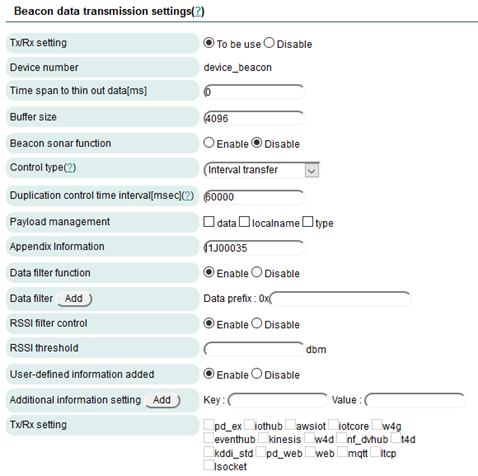 Beacon data transmission settings(?)
Tx/Rx setting To be use Disable
Device number device_beacon
Time span to thin out data[ms] 0
Buffer size 4096
Beacon sonar function Enable Disable
Control type(?) Interval transfer
Duplication control time interval[msec](?) 60000
Payload management data localname type
Appendix Information I1J00035
Data filter function Enable Disable
Data filter Add Data prefix : 0x
RSSI filter control Enable Disable
RSSI threshold dbm
User-defined information added Enable Disable
Additional information setting Add Key : Value :
Tx/Rx setting pd_ex iothub awsiot iotcore w4g
eventhub kinesis w4d nf_dvhub t4d
kddi_std pd_web web mqtt ltcp
lsocket